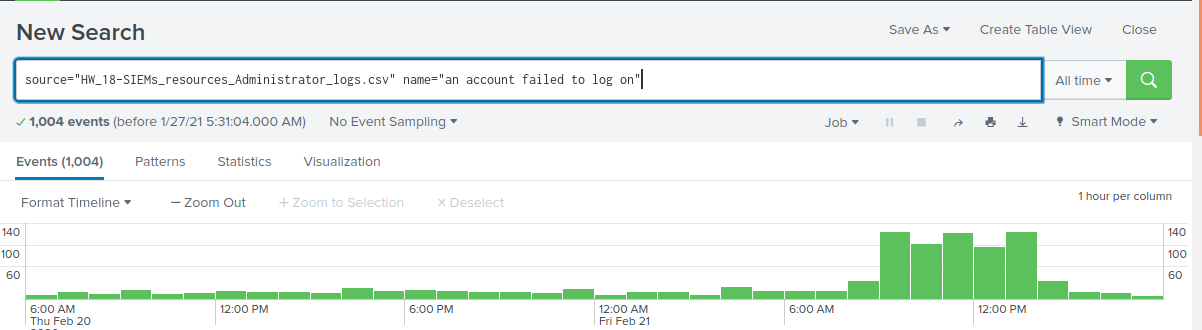 New Search
Save As ▾ Create Table View Close
source="HW_18-SIEMs_resources_Administrator_logs.csv" name="an account failed to log on"
All time ▾
✓ 1,004 events (before 1/27/21 5:31:04.000 AM) No Event Sampling ▾
Job ▾ Smart Mode ▾
Events (1,004) Patterns Statistics Visualization
Format Timeline ▾ — Zoom Out + Zoom to Selection × Deselect
1 hour per column
140 140
100 100
60 60
6:00 AM 12:00 PM 6:00 PM 12:00 AM 6:00 AM 12:00 PM
Thu Feb 20 Fri Feb 21